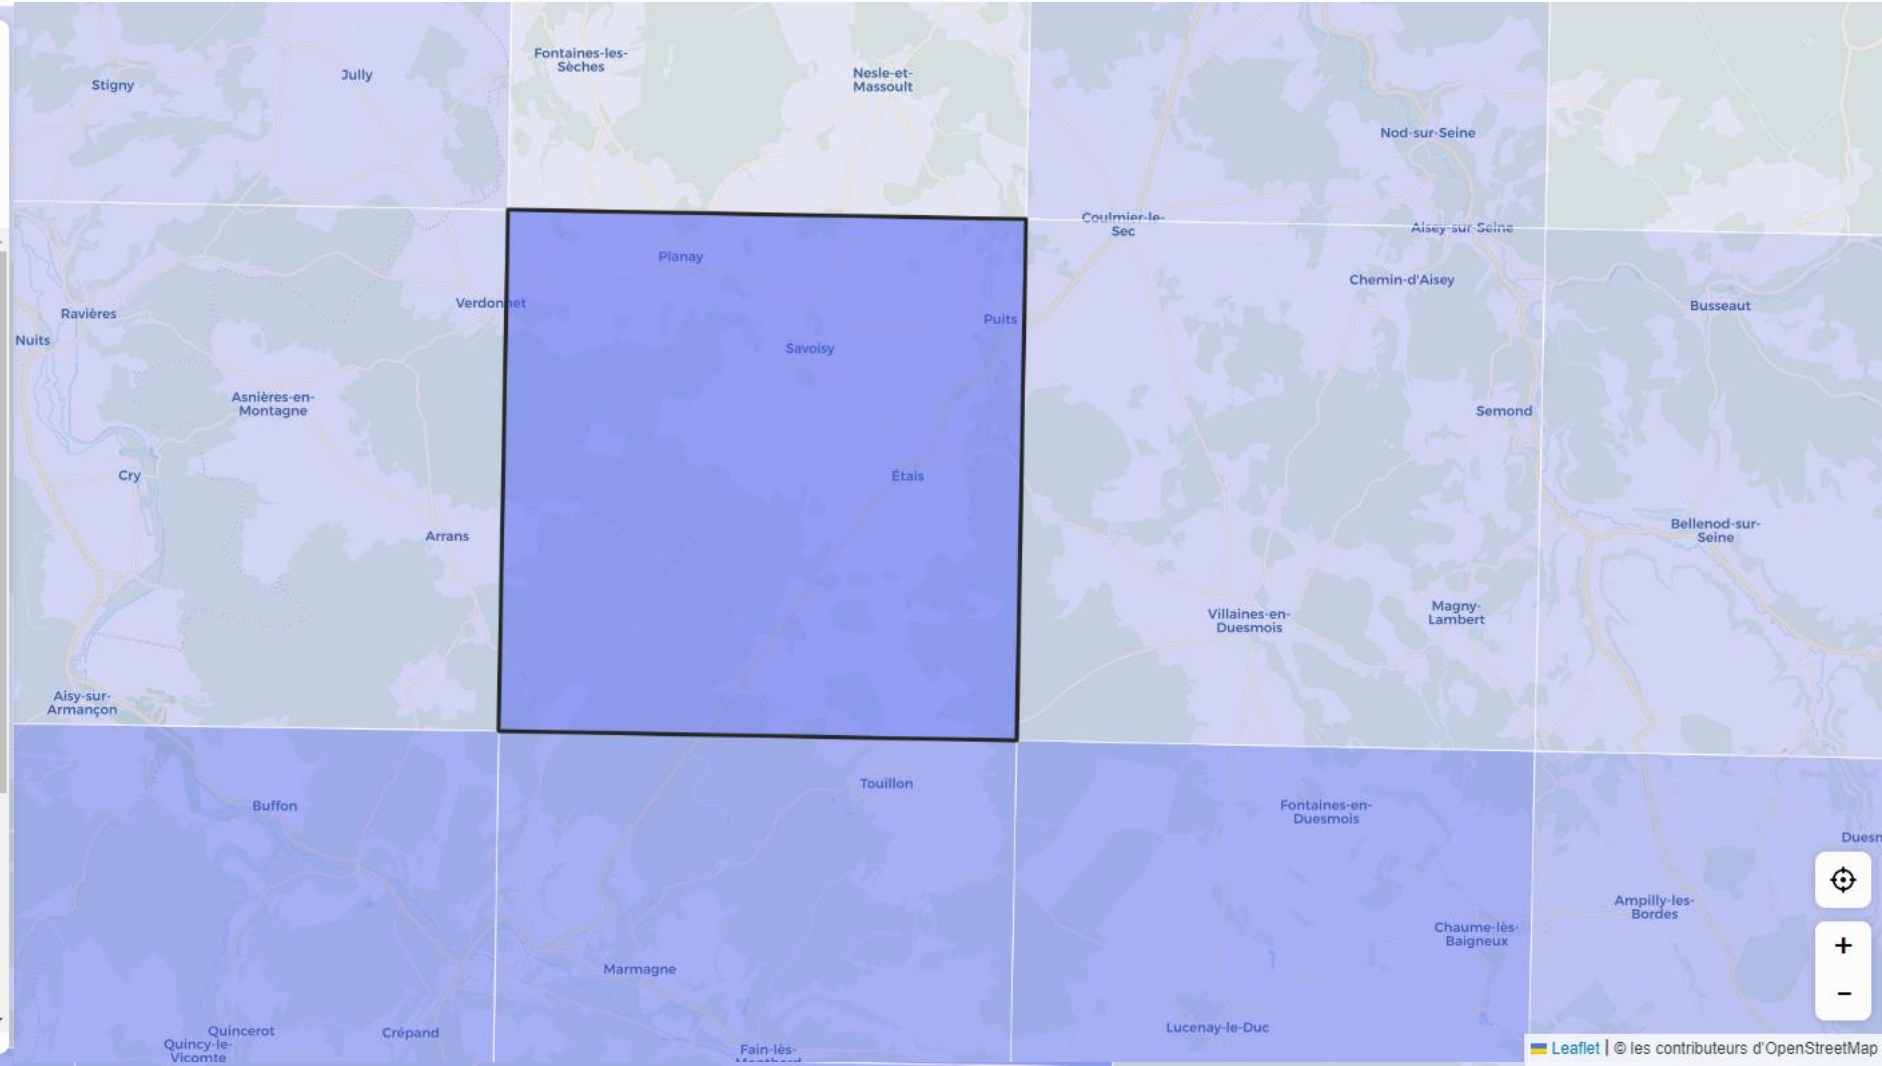 Fontaines-les-
Sèches
Jully
Stigny
Nesle-et-
Massoult
Nod-sur-Seine
Coulmier-le-
Sec
Aisey-sur-Seine
Planay
Chemin-d'Aisey
Verdonnet
Busseaut
Ravières
Puits
Nuits
Savoisy
Asnières-en-
Montagne
Semond
Cry
Étais
Bellenod-sur-
Seine
Arrans
Villaines-en-
Duesmois
Magny-
Lambert
Aisy-sur-
Armançon
Touillon
Buffon
Fontaines-en-
Duesmois
Ampilly-les-
Bordes
Chaume-lès-
Baigneux
+
Marmagne
−
Lucenay-le-Duc
Quincerot
Crépand
Quincy-le-
Vicomte
Fain-lès-
Montbard
Leaflet | © les contributeurs d'OpenStreetMap